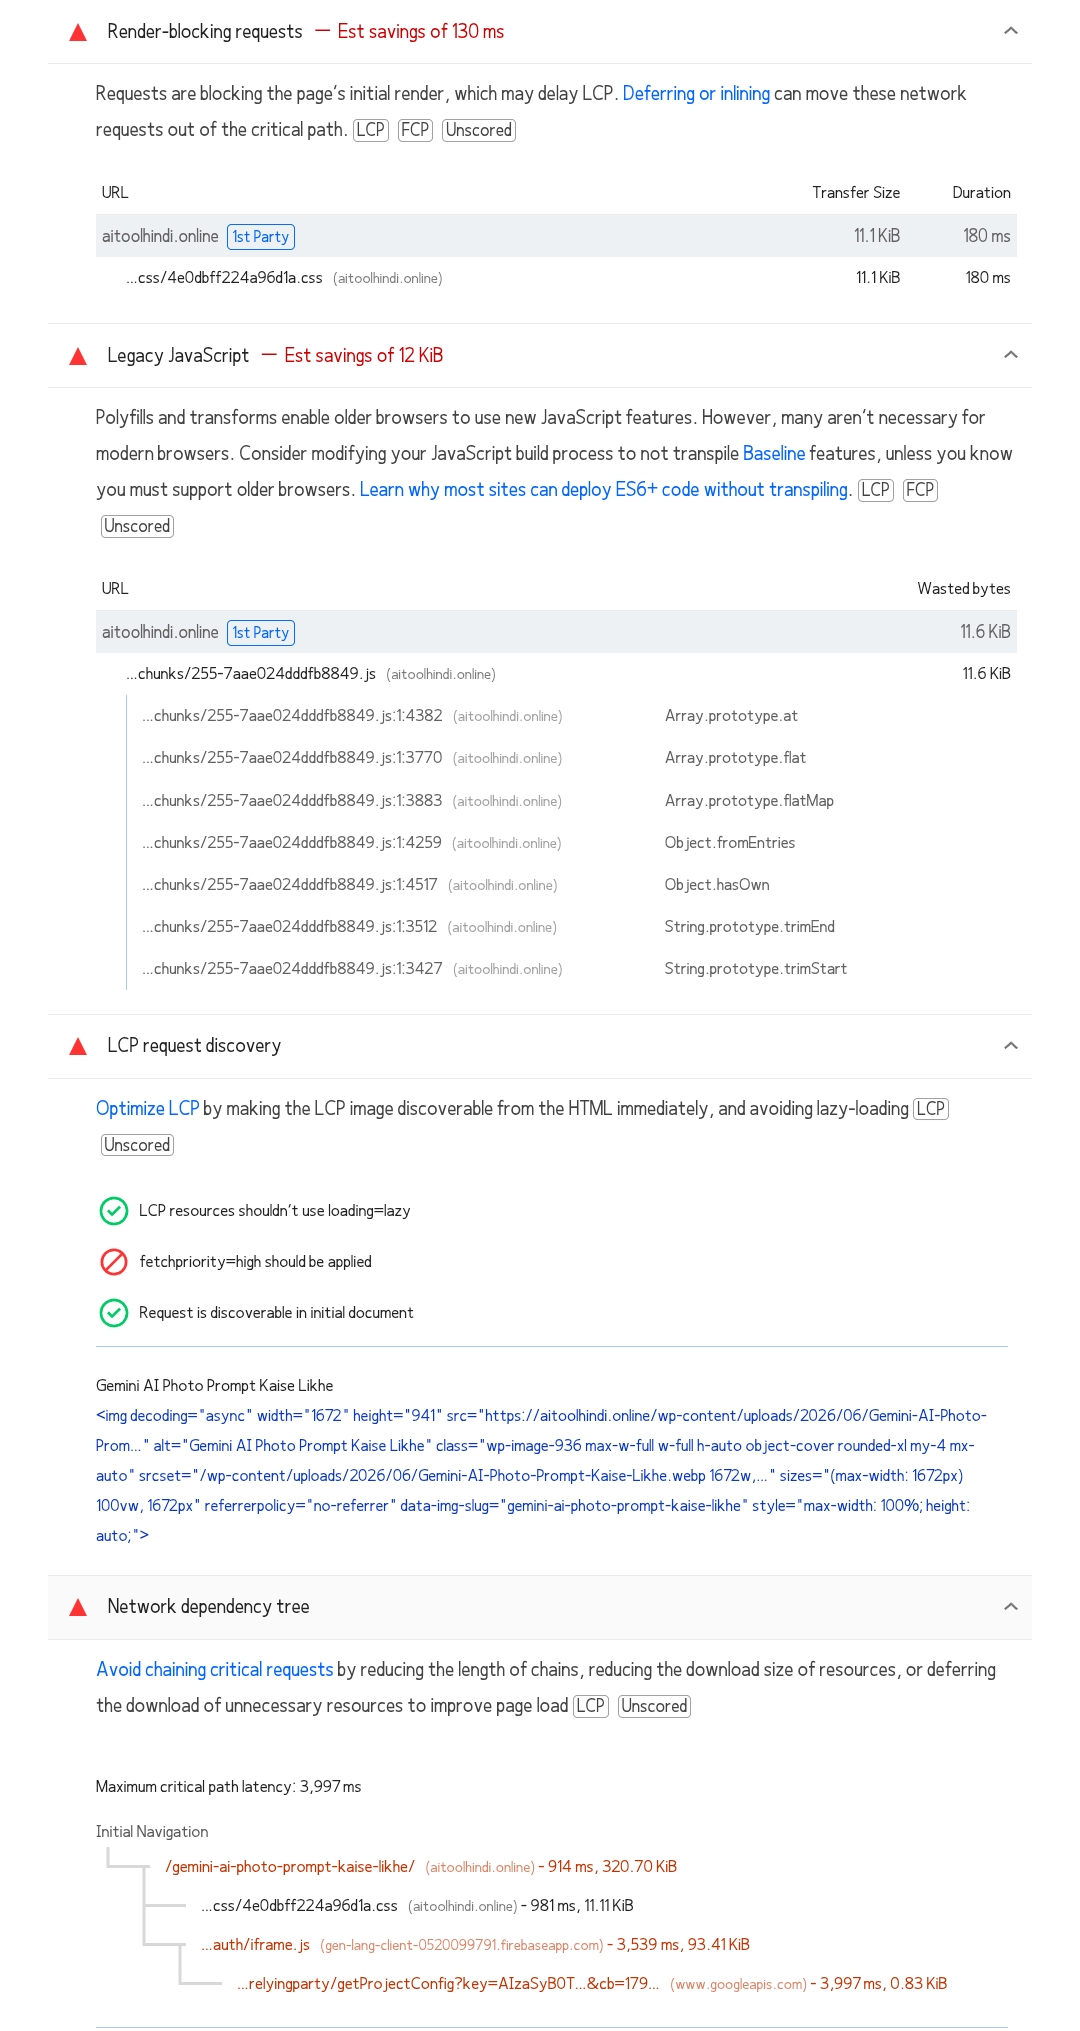 Render-blocking requests — Est savings of 130 ms
Requests are blocking the page's initial render, which may delay LCP. Deferring or inlining can move these network
requests out of the critical path. LCP FCP Unscored
URL Transfer Size Duration
aitoolhindi.online 1st Party 11.1 KiB 180 ms
…css/4e0dbff224a96d1a.css (aitoolhindi.online) 11.1 KiB 180 ms
Legacy JavaScript — Est savings of 12 KiB
Polyfills and transforms enable older browsers to use new JavaScript features. However, many aren't necessary for
modern browsers. Consider modifying your JavaScript build process to not transpile Baseline features, unless you know
you must support older browsers. Learn why most sites can deploy ES6+ code without transpiling. LCP FCP
Unscored
URL Wasted bytes
aitoolhindi.online 1st Party 11.6 KiB
…chunks/255-7aae024dddfb8849.js (aitoolhindi.online) 11.6 KiB
…chunks/255-7aae024dddfb8849.js:1:4382 (aitoolhindi.online) Array.prototype.at
…chunks/255-7aae024dddfb8849.js:1:3770 (aitoolhindi.online) Array.prototype.flat
…chunks/255-7aae024dddfb8849.js:1:3883 (aitoolhindi.online) Array.prototype.flatMap
…chunks/255-7aae024dddfb8849.js:1:4259 (aitoolhindi.online) Object.fromEntries
…chunks/255-7aae024dddfb8849.js:1:4517 (aitoolhindi.online) Object.hasOwn
…chunks/255-7aae024dddfb8849.js:1:3512 (aitoolhindi.online) String.prototype.trimEnd
…chunks/255-7aae024dddfb8849.js:1:3427 (aitoolhindi.online) String.prototype.trimStart
LCP request discovery
Optimize LCP by making the LCP image discoverable from the HTML immediately, and avoiding lazy-loading LCP
Unscored
LCP resources shouldn't use loading=lazy
fetchpriority=high should be applied
Request is discoverable in initial document
Gemini AI Photo Prompt Kaise Likhe
<img decoding="async" width="1672" height="941" src="https://aitoolhindi.online/wp-content/uploads/2026/06/Gemini-AI-Photo-
Prom…" alt="Gemini AI Photo Prompt Kaise Likhe" class="wp-image-936 max-w-full w-full h-auto object-cover rounded-xl my-4 mx-
auto" srcset="/wp-content/uploads/2026/06/Gemini-AI-Photo-Prompt-Kaise-Likhe.webp 1672w,…" sizes="(max-width: 1672px)
100vw, 1672px" referrerpolicy="no-referrer" data-img-slug="gemini-ai-photo-prompt-kaise-likhe" style="max-width: 100%; height:
auto;">
Network dependency tree
Avoid chaining critical requests by reducing the length of chains, reducing the download size of resources, or deferring
the download of unnecessary resources to improve page load LCP Unscored
Maximum critical path latency: 3,997 ms
Initial Navigation
/gemini-ai-photo-prompt-kaise-likhe/ (aitoolhindi.online) - 914 ms, 320.70 KiB
…css/4e0dbff224a96d1a.css (aitoolhindi.online) - 981 ms, 11.11 KiB
…auth/iframe.js (gen-lang-client-0520099791.firebaseapp.com) - 3,539 ms, 93.41 KiB
…relyingparty/getProjectConfig?key=AIzaSyB0T…&cb=179… (www.googleapis.com) - 3,997 ms, 0.83 KiB